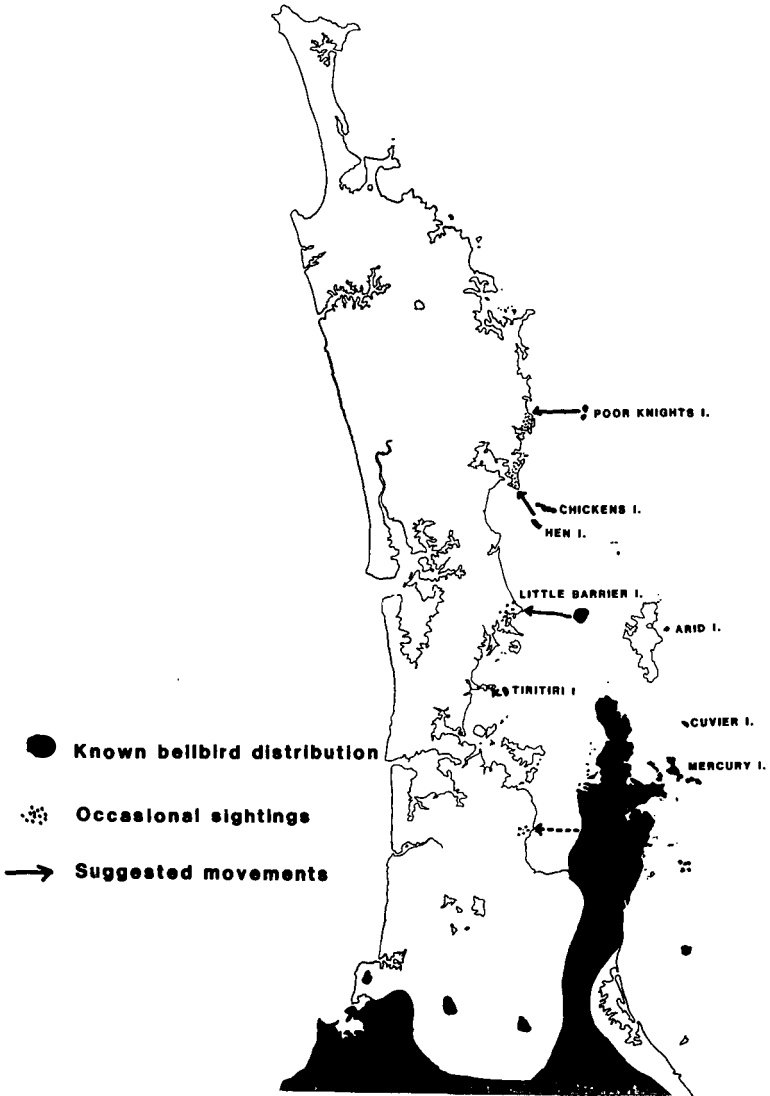 POOR KNIGHTS I.
CHICKENS I.
HEN I.
LITTLE BARRIER I.
ARID I.
TIRITIRI I
CUVIER I.
MERCURY I.
Known bellbird distribution
Occasional sightings
Suggested movements